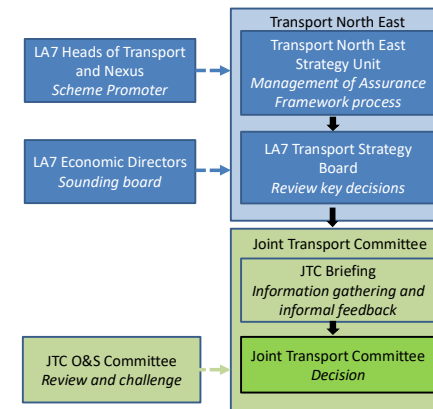 Transport North East
LA7 Heads of Transport
and Nexus
Scheme Promoter
Transport North East
Strategy Unit
Management of Assurance
Framework process
LA7 Economic Directors
Sounding board
LA7 Transport Strategy
Board
Review key decisions
Joint Transport Committee
JTC Briefing
Information gathering and
informal feedback
JTC O&S Committee
Review and challenge
Joint Transport Committee
Decision